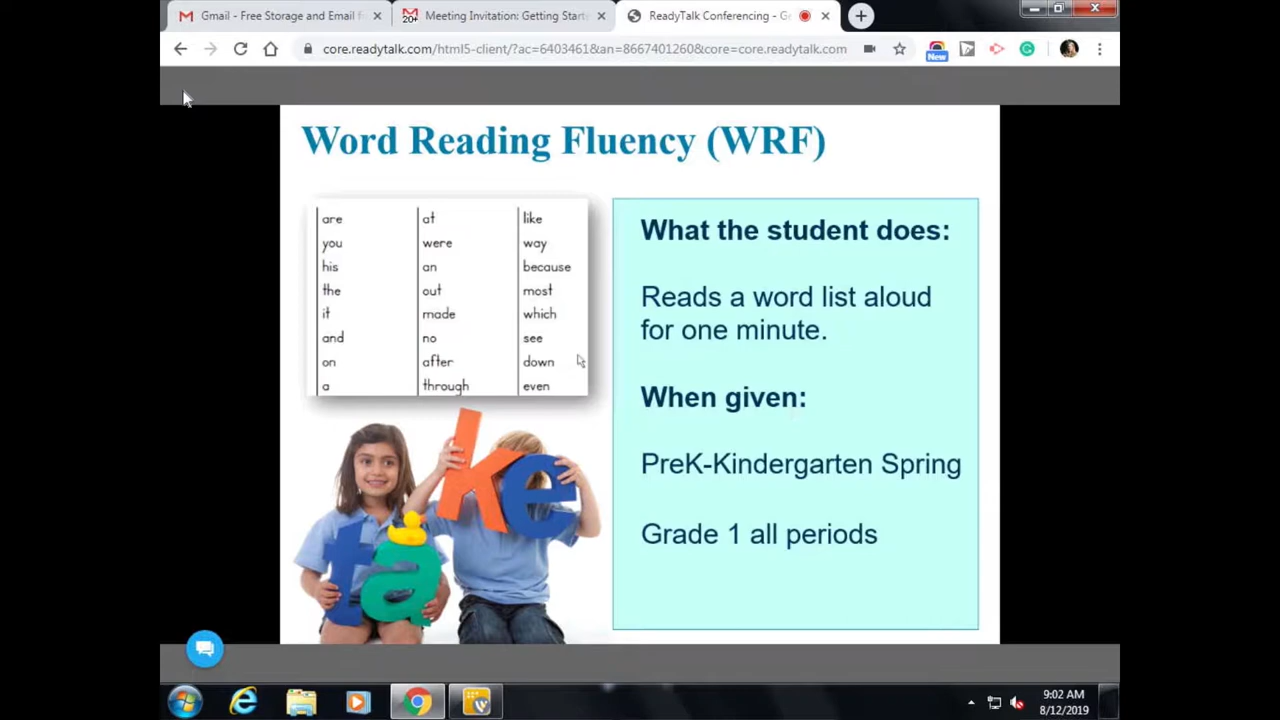 Gmail - Free Storage and Email f
Meeting Invitation: Getting Starte
ReadyTalk Conferencing - Ge
20+
core.readytalk.com/html5-client/?ac=6403461&an=8667401260&core=core.readytalk.com
New
Word Reading Fluency (WRF)
are at like
you were way
his an because
the out most
it made which
and no see
on after down
a through even
ta ke
What the student does:
Reads a word list aloud
for one minute.
When given:
PreK-Kindergarten Spring
Grade 1 all periods
9:02 AM
8/12/2019